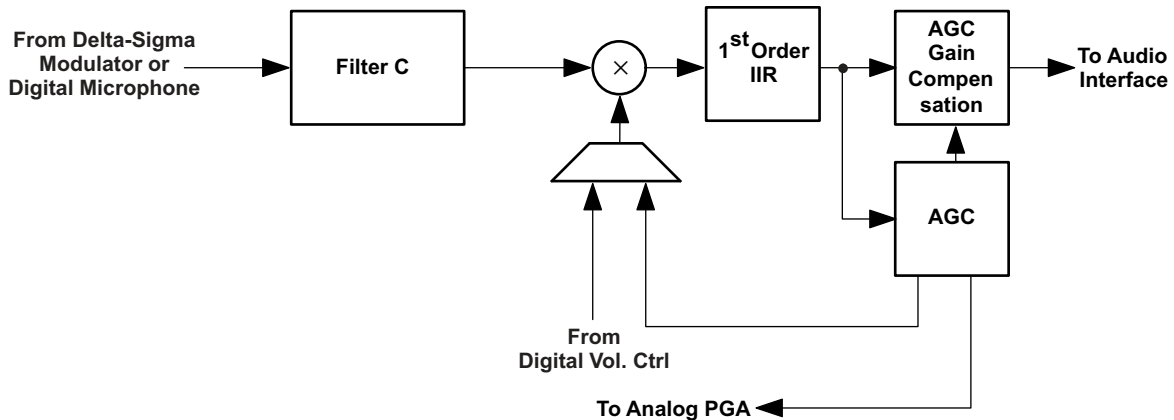 From Delta-Sigma
Modulator or
Digital Microphone
Filter C
×
1st Order
IIR
AGC
Gain
Compen
sation
To Audio
Interface
AGC
From
Digital Vol. Ctrl
To Analog PGA